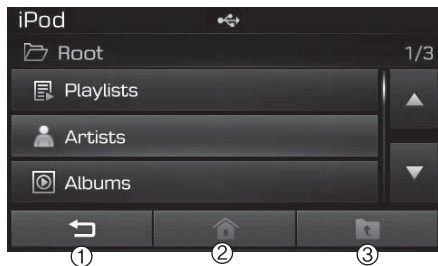 iPod
Root 1/3
Playlists
Artists
Albums
① ② ③